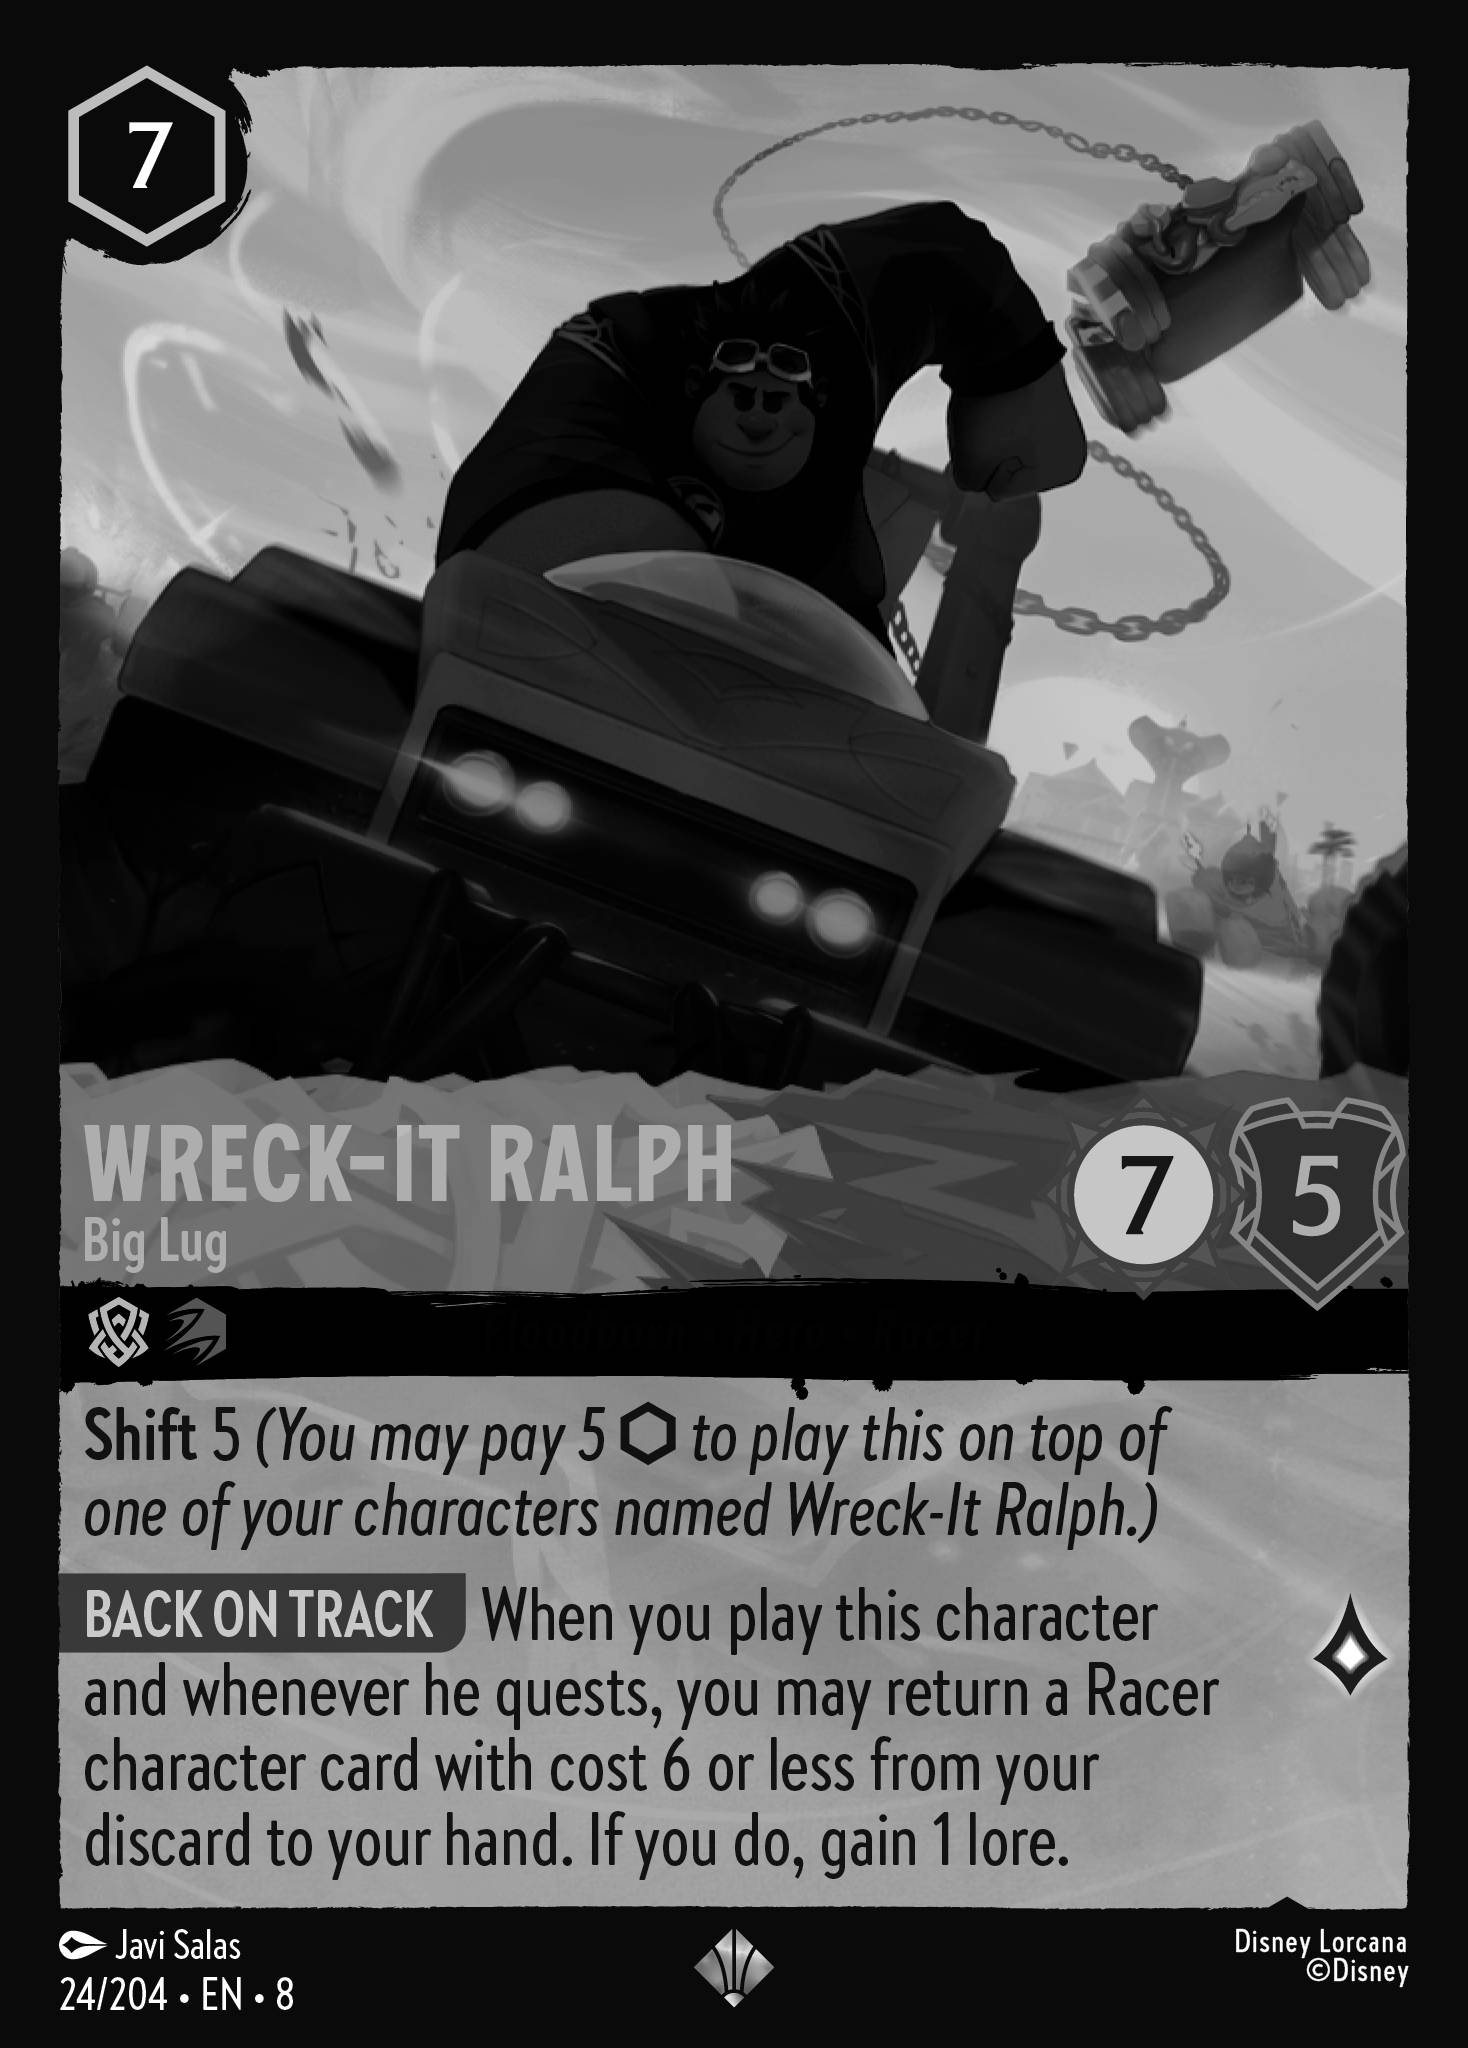 7
WRECK-IT RALPH
Big Lug
7
5
Floodborn • Hero • Racer
Shift 5 (You may pay 5 to play this on top of
one of your characters named Wreck-It Ralph.)
BACK ON TRACK When you play this character
and whenever he quests, you may return a Racer
character card with cost 6 or less from your
discard to your hand. If you do, gain 1 lore.
Javi Salas
24/204 • EN • 8
Disney Lorcana
©Disney